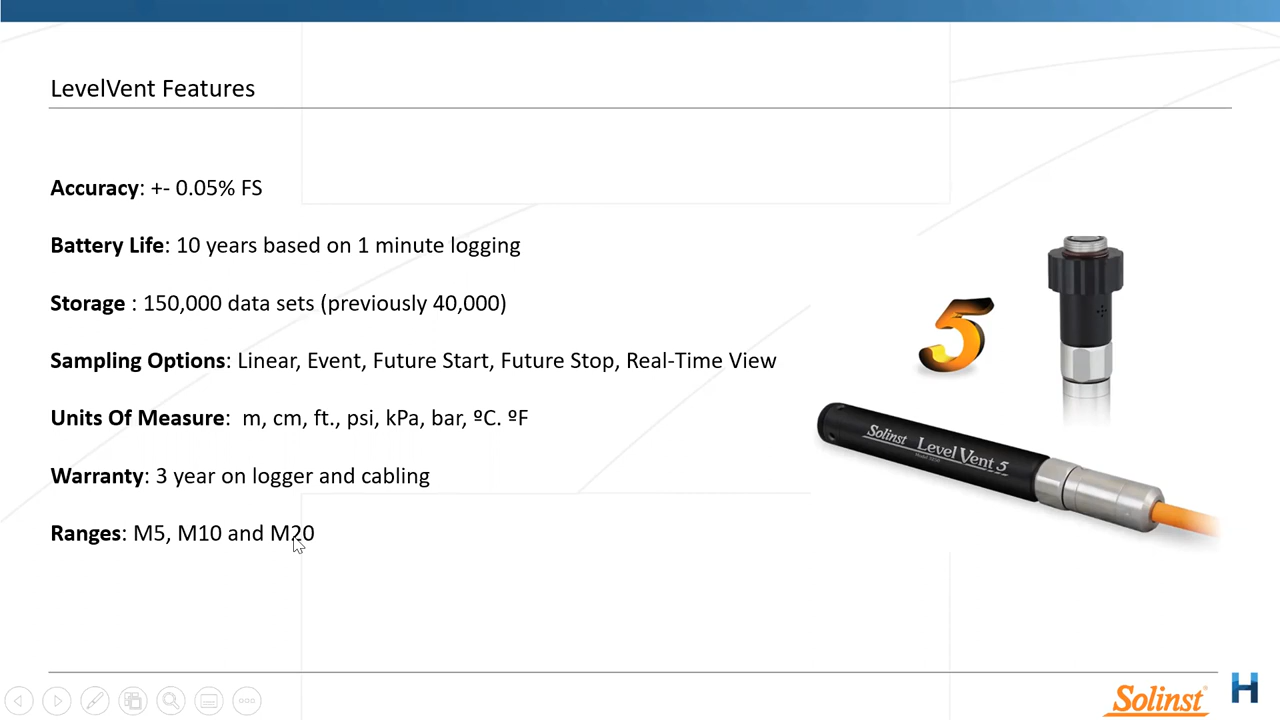 LevelVent Features
Accuracy: +- 0.05% FS
Battery Life: 10 years based on 1 minute logging
Storage : 150,000 data sets (previously 40,000)
Sampling Options: Linear, Event, Future Start, Future Stop, Real-Time View
Units Of Measure:  m, cm, ft., psi, kPa, bar, ºC. ºF
Warranty: 3 year on logger and cabling
Ranges: M5, M10 and M20
5
Solinst LevelVent 5
Solinst®
H